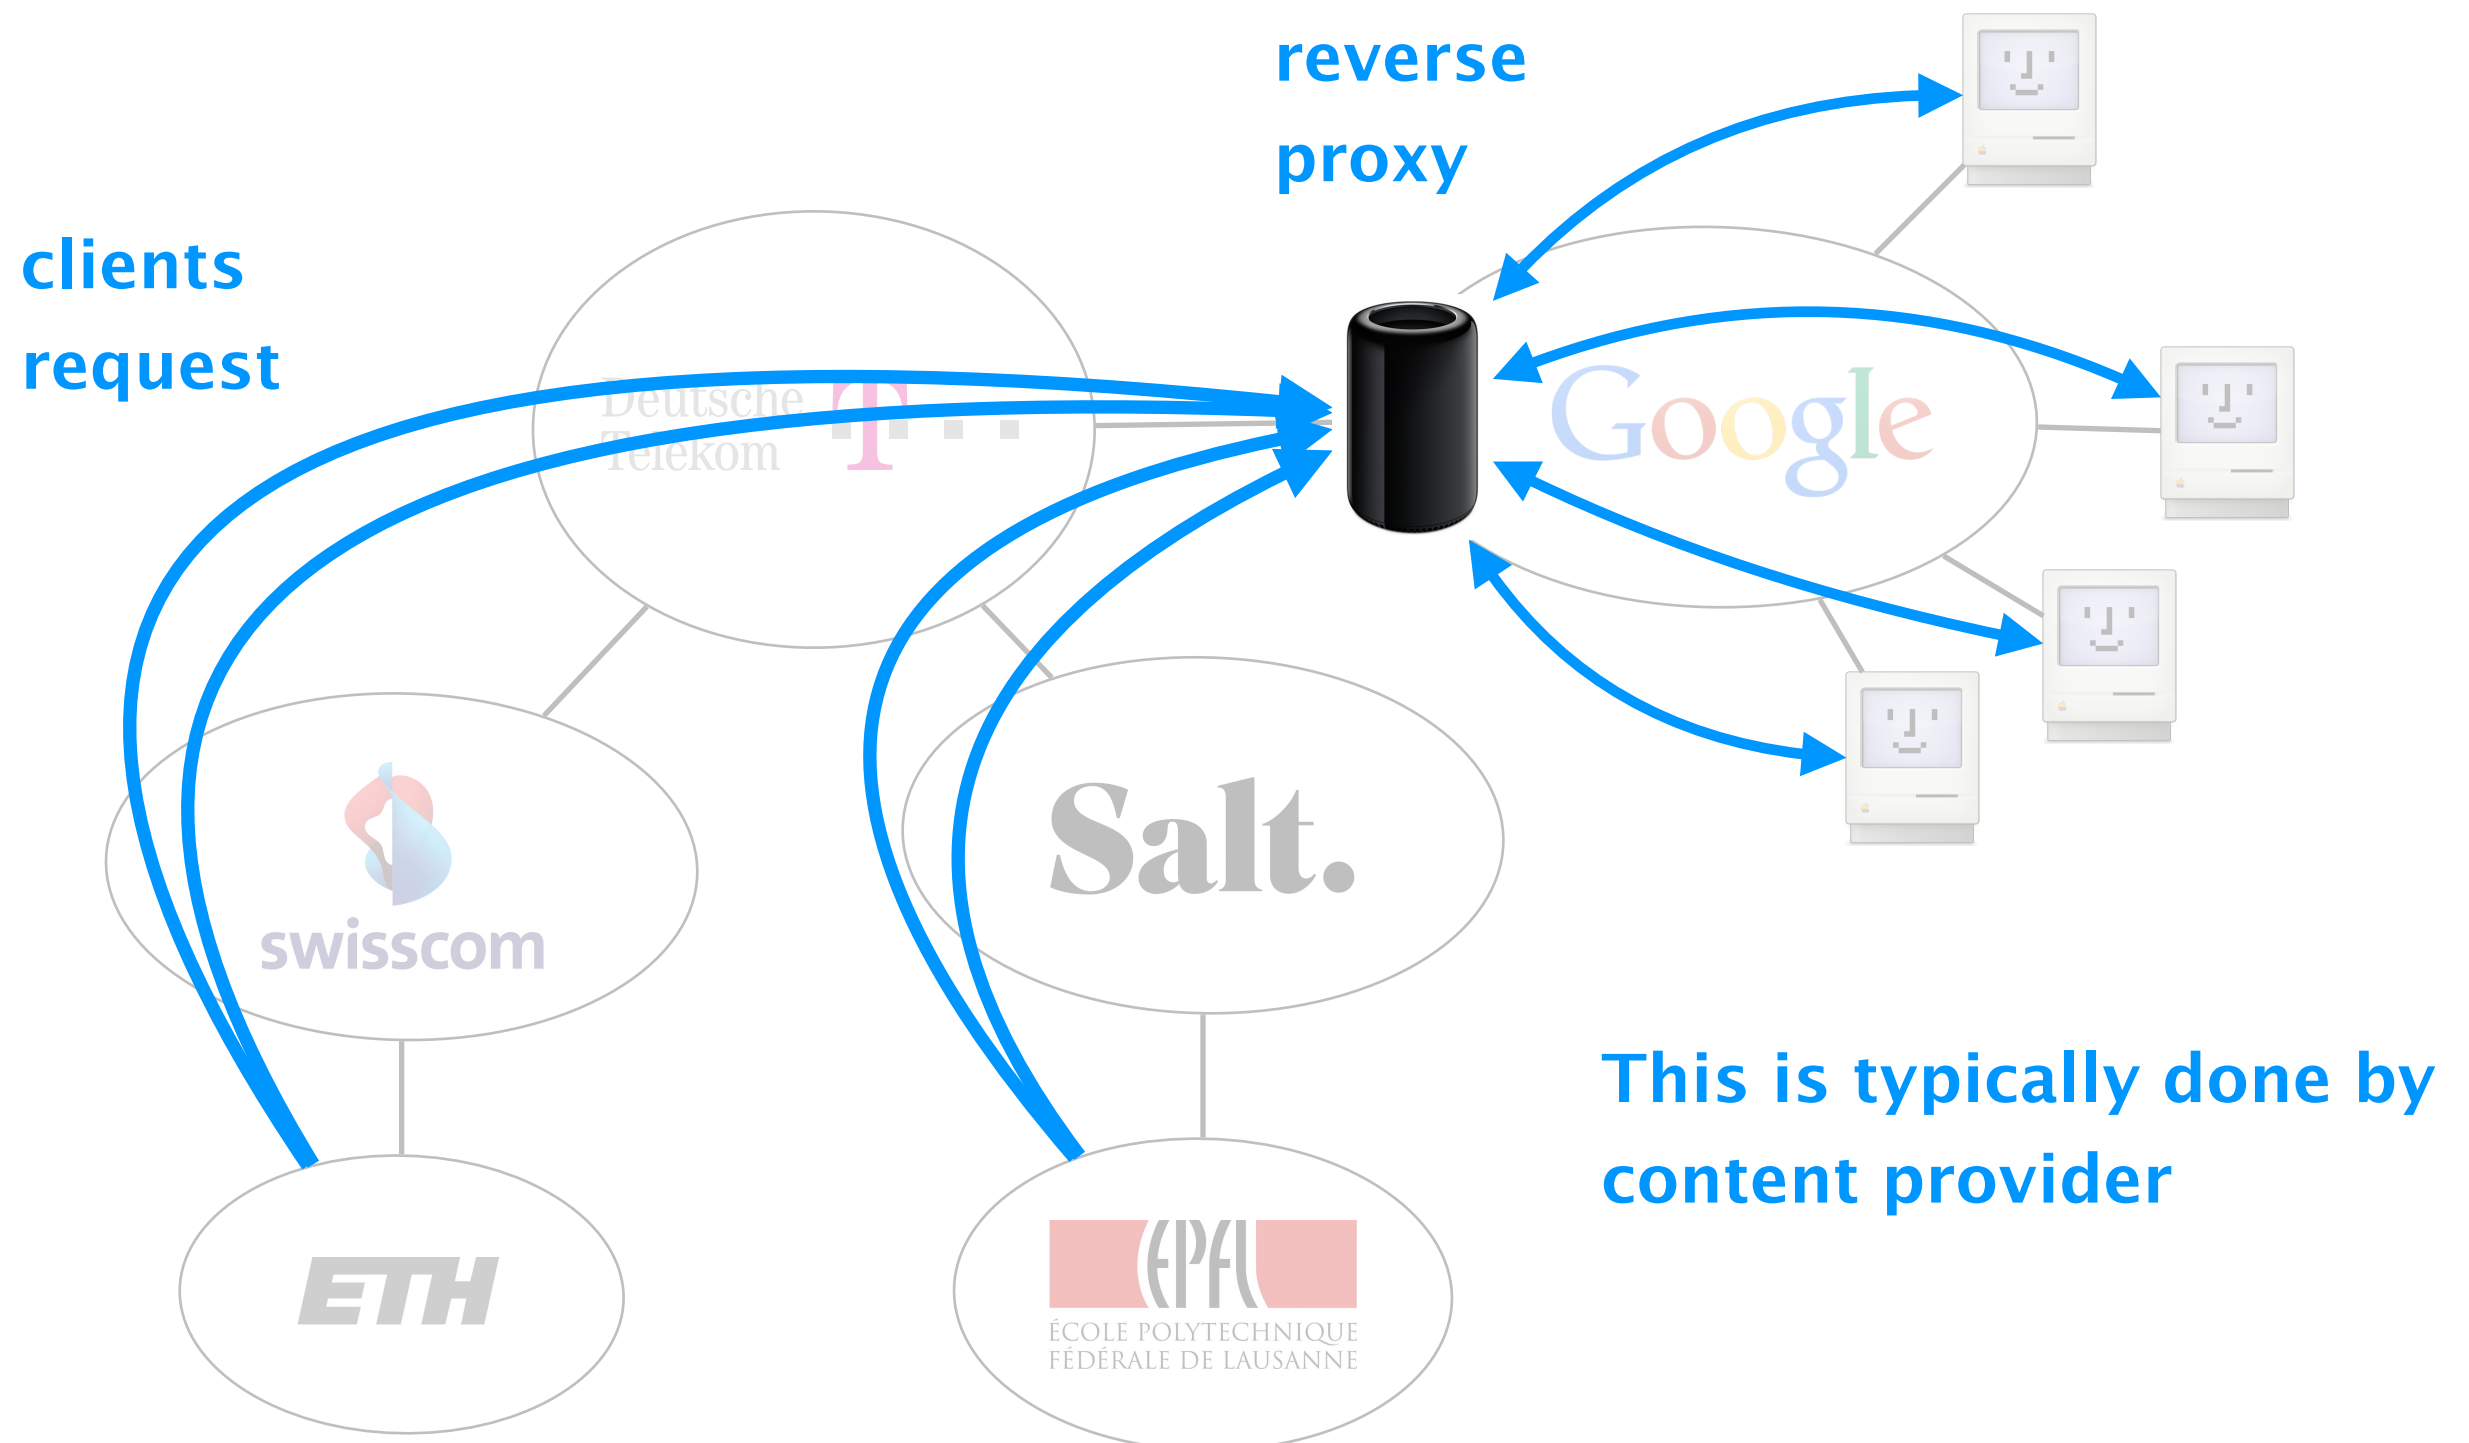 reverse
proxy
clients
request
Deutsche
Telekom
T
Google
swisscom
Salt.
This is typically done by
content provider
ETH
EPFL
ÉCOLE POLYTECHNIQUE
FÉDÉRALE DE LAUSANNE